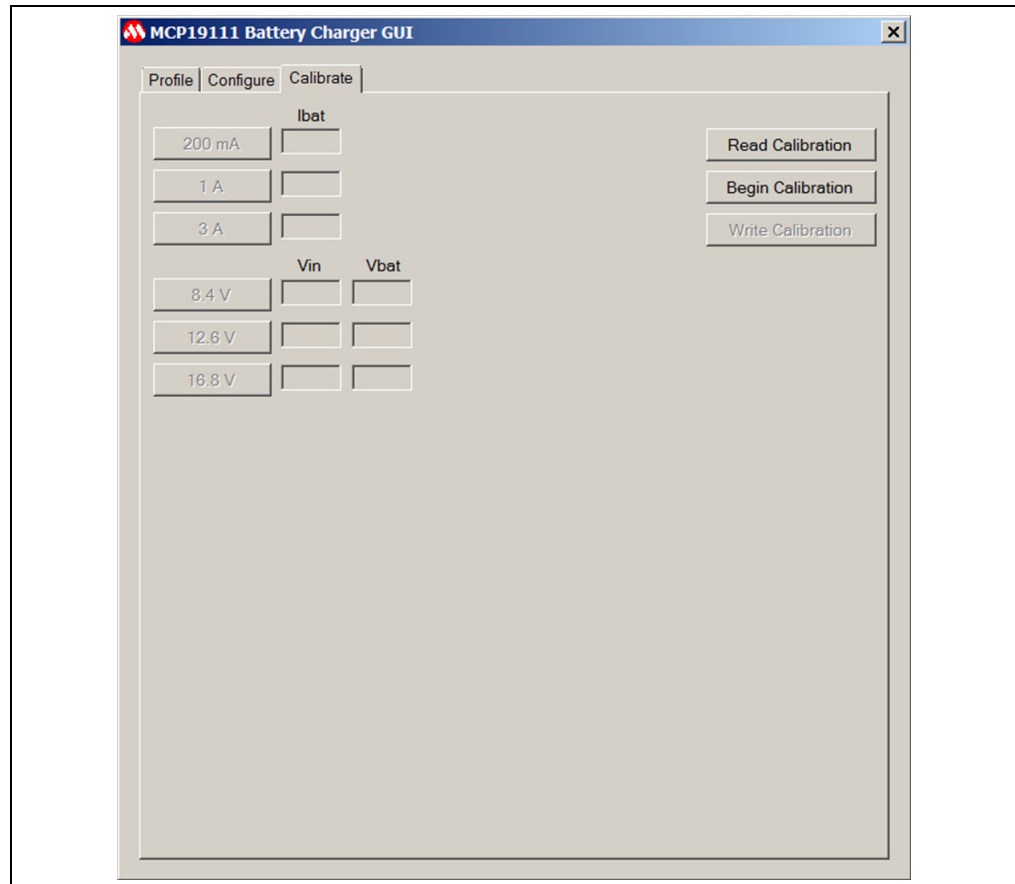 MCP19111 Battery Charger GUI
Profile Configure Calibrate
Ibat
200 mA Read Calibration
1 A Begin Calibration
3 A Write Calibration
Vin Vbat
8.4 V
12.6 V
16.8 V